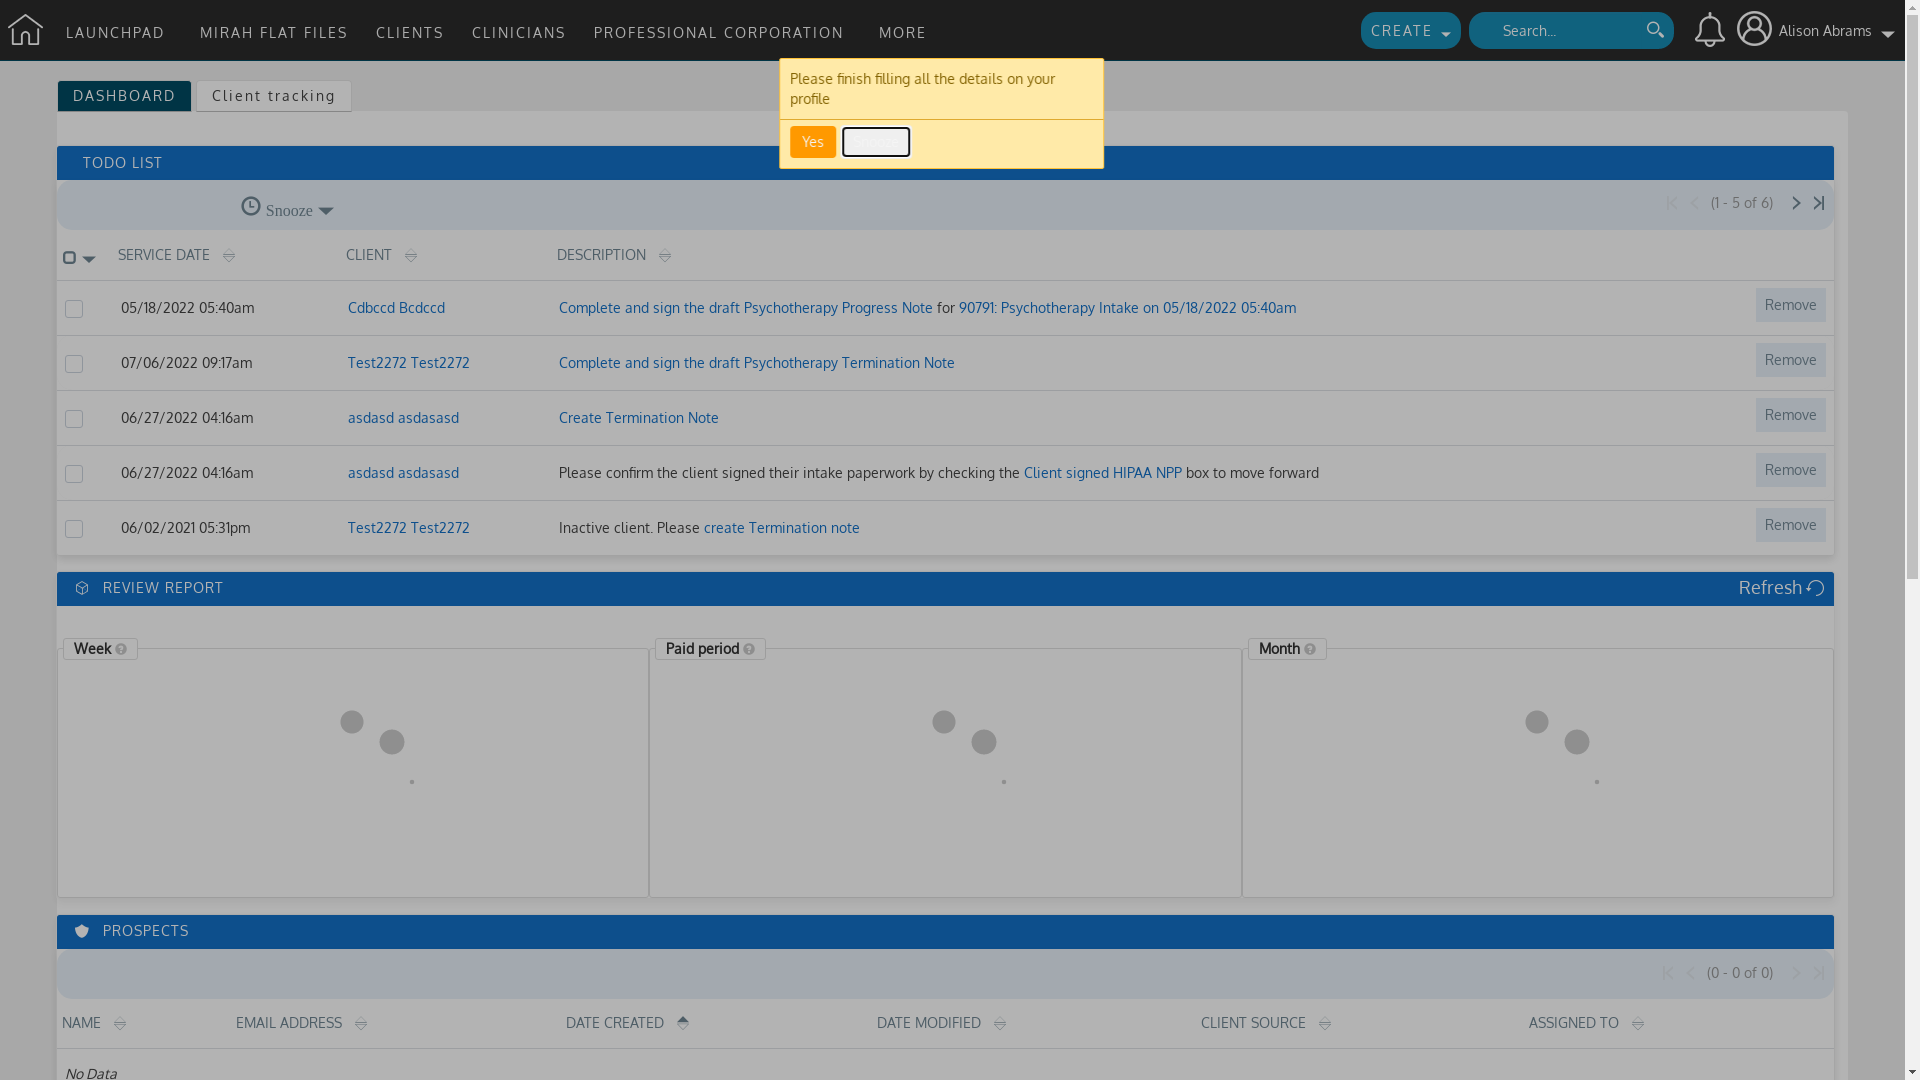 LAUNCHPAD MIRAH FLAT FILES CLIENTS CLINICIANS PROFESSIONAL CORPORATION MORE CREATE Search... Alison Abrams
Please finish filling all the details on your
profile
Yes
DASHBOARD Client tracking
TODO LIST
Snooze (1 - 5 of 6)
SERVICE DATE CLIENT DESCRIPTION
05/18/2022 05:40am Cdbccd Bcdccd Complete and sign the draft Psychotherapy Progress Note for 90791: Psychotherapy Intake on 05/18/2022 05:40am Remove
07/06/2022 09:17am Test2272 Test2272 Complete and sign the draft Psychotherapy Termination Note Remove
06/27/2022 04:16am asdasd asdasasd Create Termination Note Remove
06/27/2022 04:16am asdasd asdasasd Please confirm the client signed their intake paperwork by checking the Client signed HIPAA NPP box to move forward Remove
06/02/2021 05:31pm Test2272 Test2272 Inactive client. Please create Termination note Remove
REVIEW REPORT Refresh
Week Paid period Month
PROSPECTS
(0 - 0 of 0)
NAME EMAIL ADDRESS DATE CREATED DATE MODIFIED CLIENT SOURCE ASSIGNED TO
No Data